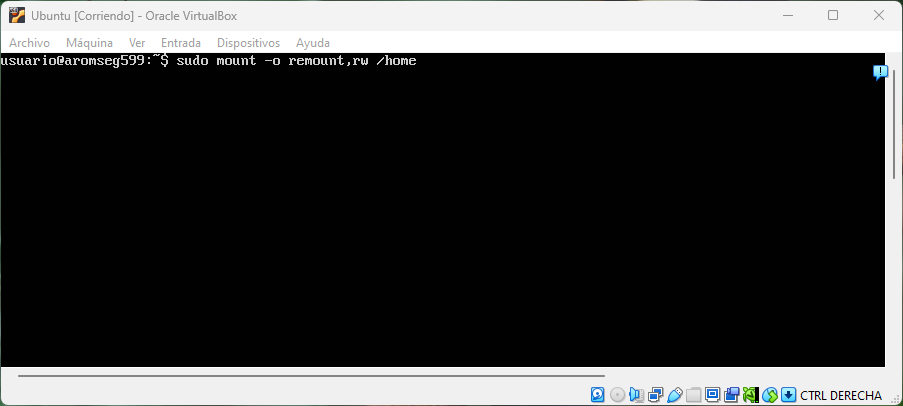 Ubuntu [Corriendo] - Oracle VirtualBox
Archivo Máquina Ver Entrada Dispositivos Ayuda
usuario@aromseg599:~$ sudo mount -o remount,rw /home
CTRL DERECHA